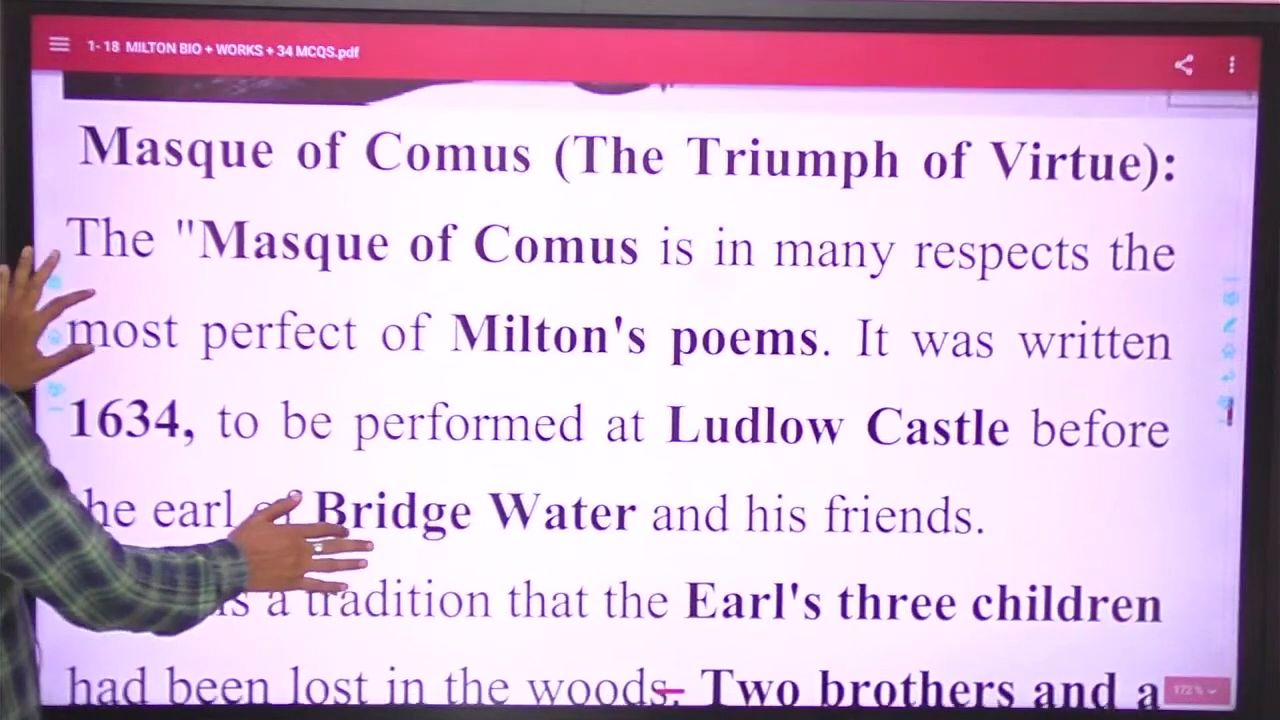 1- 18 MILTON BIO + WORKS + 34 MCQS.pdf
Masque of Comus (The Triumph of Virtue):
The "Masque of Comus is in many respects the
most perfect of Milton's poems. It was written
1634, to be performed at Ludlow Castle before
he earl of Bridge Water and his friends.
is a tradition that the Earl's three children
had been lost in the woods. Two brothers and a
172 %